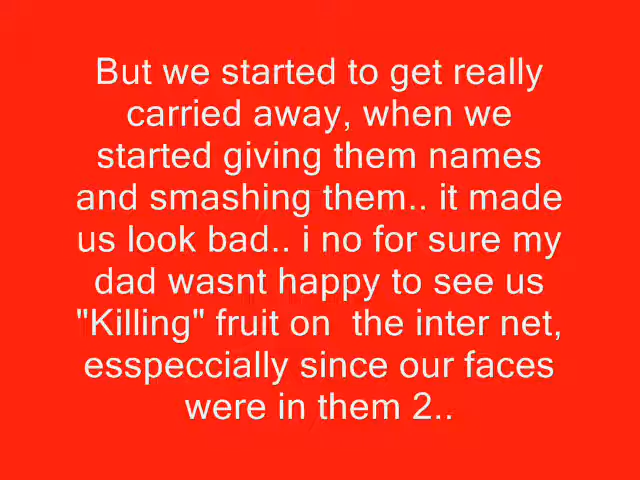 But we started to get really
carried away, when we
started giving them names
and smashing them.. it made
us look bad.. i no for sure my
dad wasnt happy to see us
"Killing" fruit on  the inter net,
esspeccially since our faces
were in them 2..